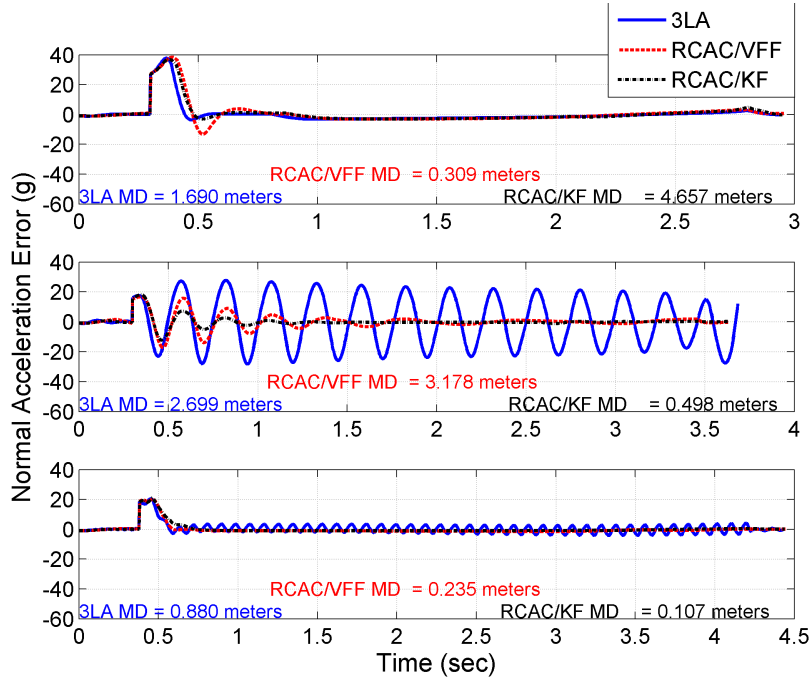 3LA
RCAC/VFF
RCAC/KF
Normal Acceleration Error (g)
40
20
0
-20
-40
-60
RCAC/VFF MD = 0.309 meters
3LA MD = 1.690 meters
RCAC/KF MD = 4.657 meters
0 0.5 1 1.5 2 2.5 3
40
20
0
-20
-40
-60
RCAC/VFF MD = 3.178 meters
3LA MD = 2.699 meters
RCAC/KF MD = 0.498 meters
0 0.5 1 1.5 2 2.5 3 3.5 4
40
20
0
-20
-40
-60
RCAC/VFF MD = 0.235 meters
3LA MD = 0.880 meters
RCAC/KF MD = 0.107 meters
0 0.5 1 1.5 2 2.5 3 3.5 4 4.5
Time (sec)